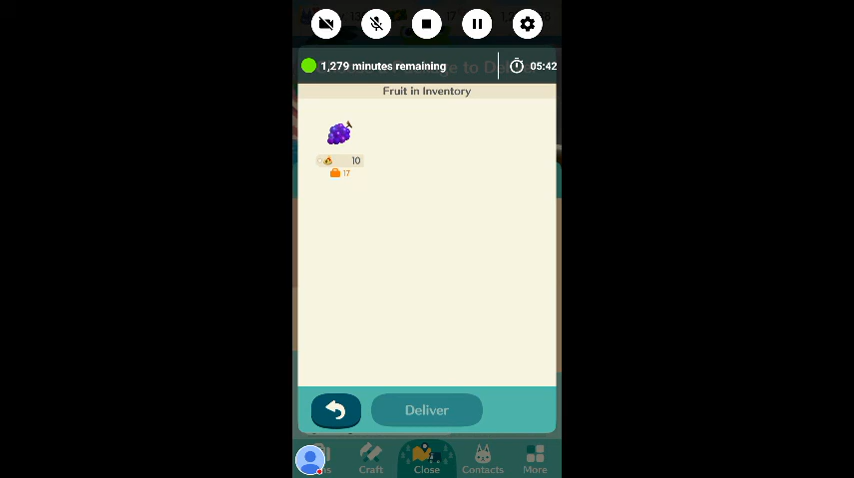 1,279 minutes remaining
05:42
Fruit in Inventory
10
17
Deliver
Craft
Close
Contacts
More